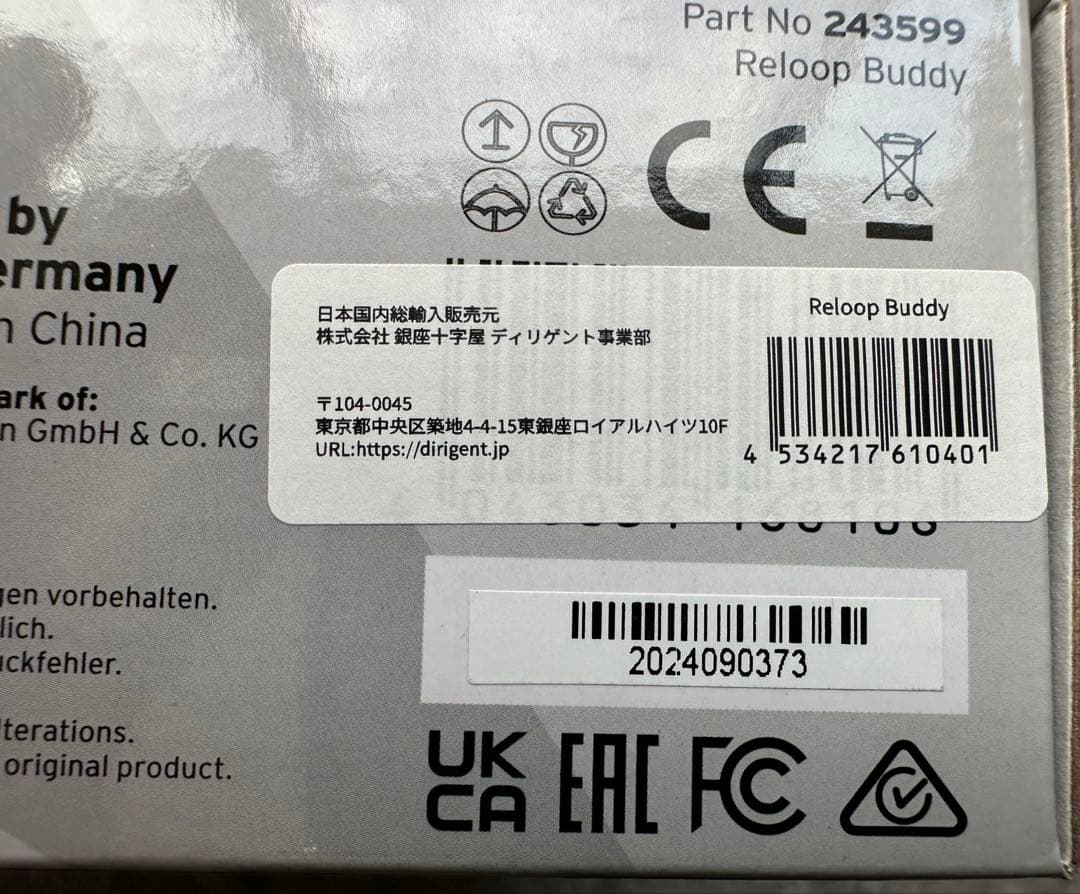 Part No 243599
Reloop Buddy
CE
by
ermany
n China
ark of:
n GmbH & Co. KG
日本国内総輸入販売元
株式会社 銀座十字屋 ディリゲント事業部
〒104-0045
東京都中央区築地4-4-15東銀座ロイアルハイツ10F
URL:https://dirigent.jp
Reloop Buddy
4 534217 610401
gen vorbehalten.
lich.
uckfehler.
lterations.
original product.
2024090373
UK
CA
EAC
FC